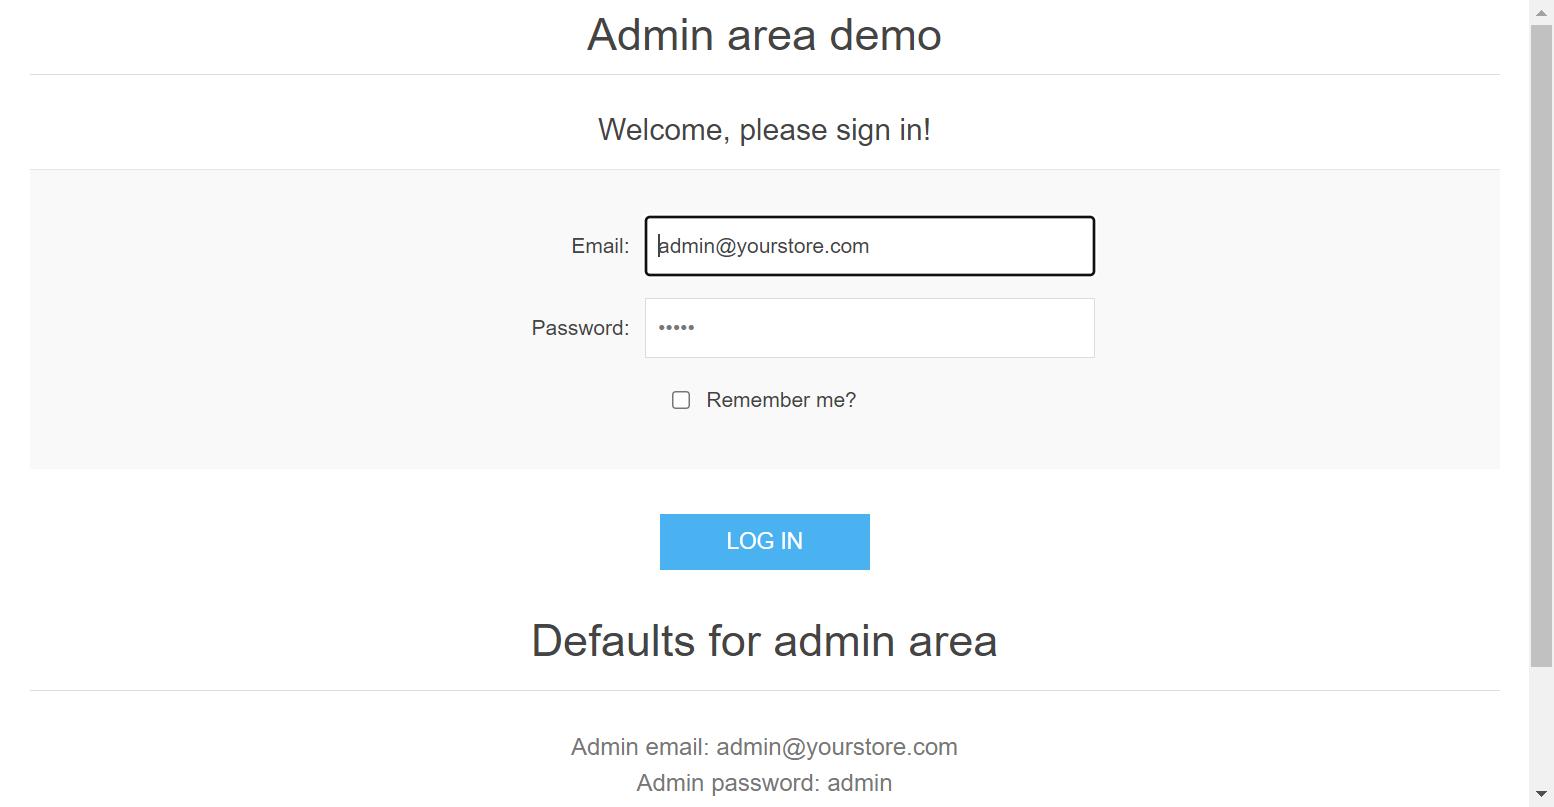 Admin area demo
Welcome, please sign in!
Email: admin@yourstore.com
Password: •••••
Remember me?
LOG IN
Defaults for admin area
Admin email: admin@yourstore.com
Admin password: admin